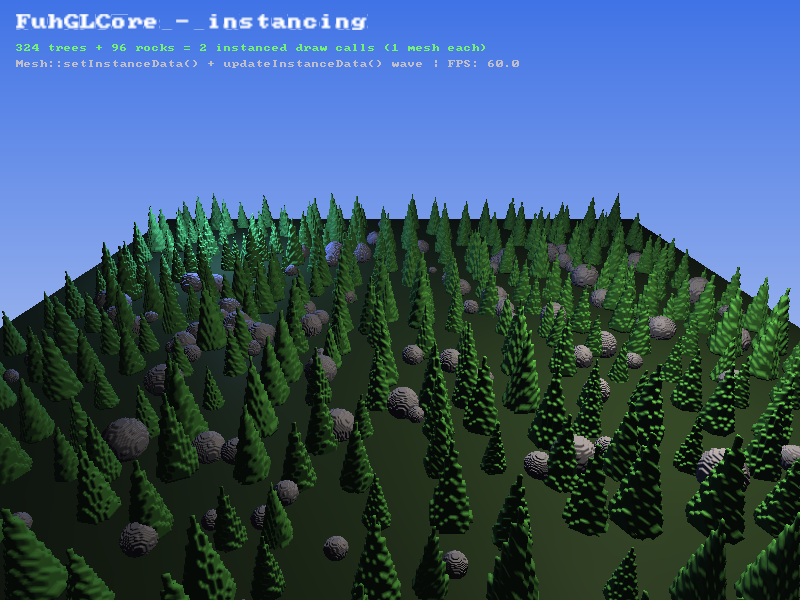 FuhGLCore - instancing
324 trees + 96 rocks = 2 instanced draw calls (1 mesh each)
Mesh::setInstanceData() + updateInstanceData() wave | FPS: 60.0